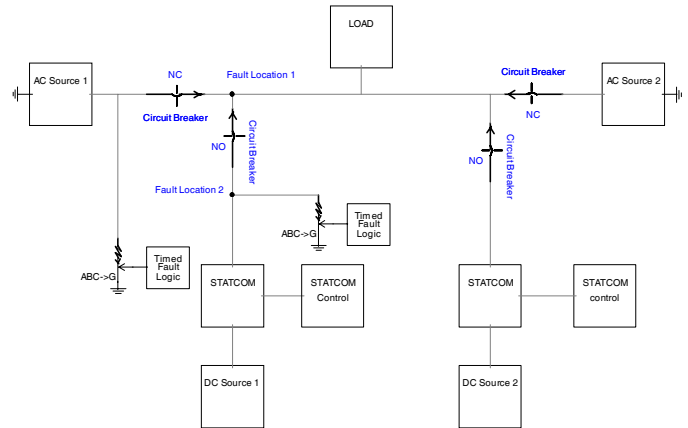 LOAD
AC Source 1
NC
Fault Location 1
Circuit Breaker
AC Source 2
Circuit Breaker
NC
NO
Circuit Breaker
NO
Circuit Breaker
Fault Location 2
Timed
Fault
Logic
ABC->G
Timed
Fault
Logic
ABC->G
STATCOM
STATCOM
Control
STATCOM
STATCOM
control
DC Source 1
DC Source 2